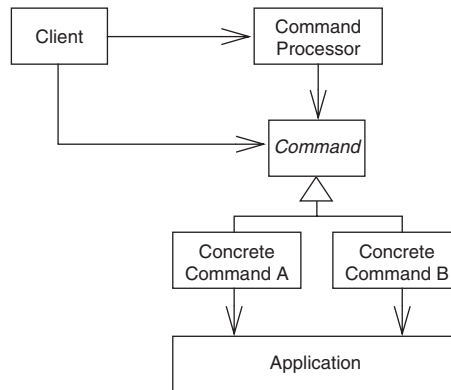 Client
Command
Processor
Command
Concrete
Command A
Concrete
Command B
Application